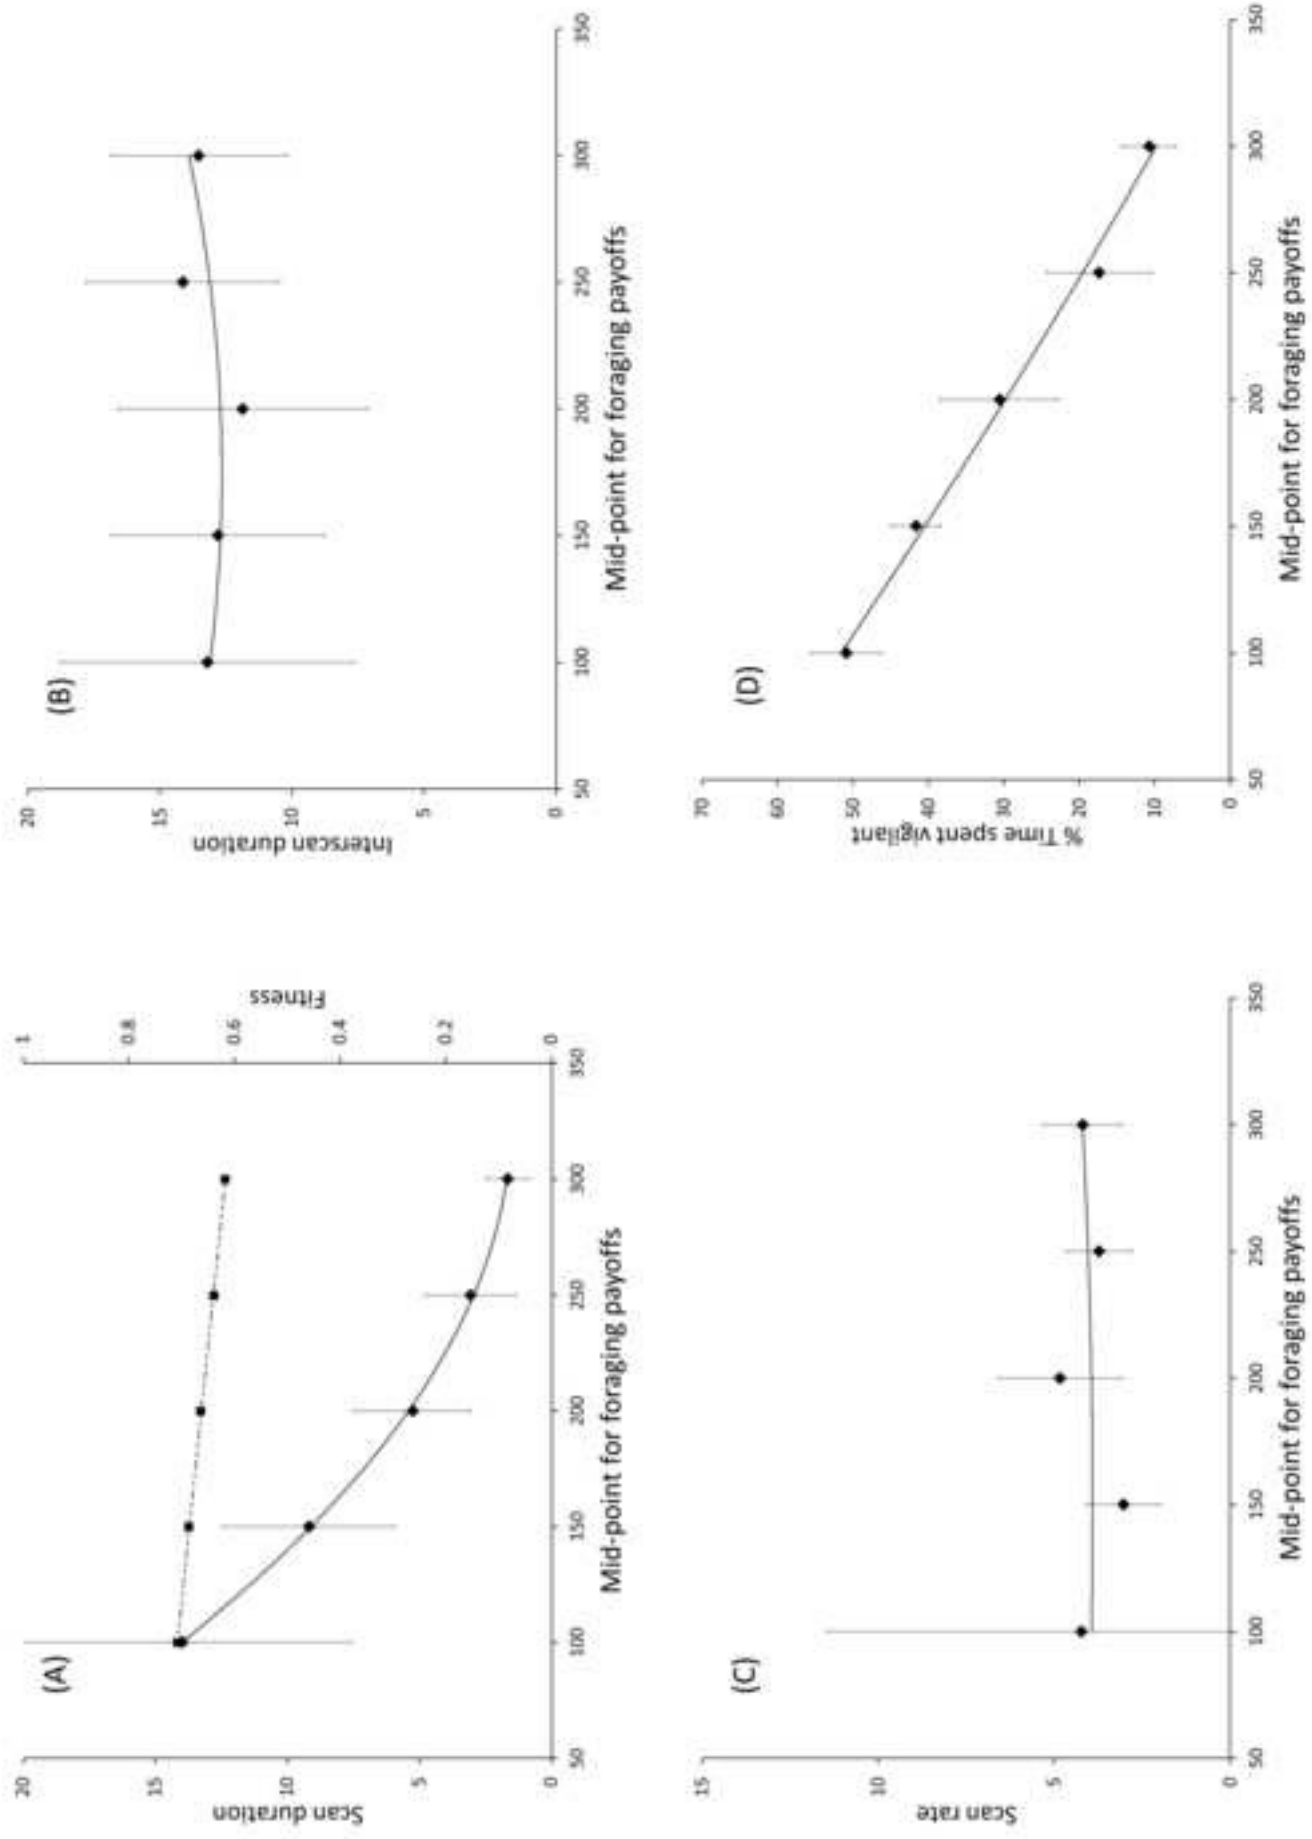 (A)
20
15
10
5
0
Scan duration
1
0.8
0.6
0.4
0.2
0
Fitness
50 100 150 200 250 300 350
Mid-point for foraging payoffs
(B)
20
15
10
5
0
Interscan duration
50 100 150 200 250 300 350
Mid-point for foraging payoffs
(C)
15
10
5
0
Scan rate
50 100 150 200 250 300 350
Mid-point for foraging payoffs
(D)
70
60
50
40
30
20
10
0
% Time spent vigilant
50 100 150 200 250 300 350
Mid-point for foraging payoffs